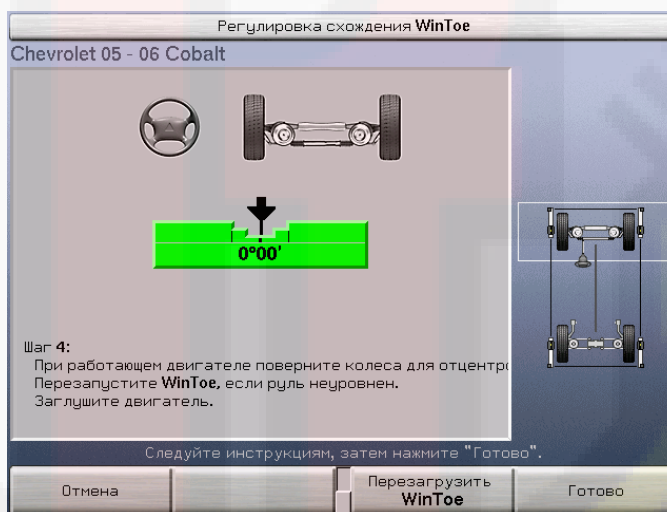 Регулировка схождения WinToe
Chevrolet 05 - 06 Cobalt
0°00'
Шаг 4:
При работающем двигателе поверните колеса для отцентро
Перезапустите WinToe, если руль неуровнен.
Заглушите двигатель.
Следуйте инструкциям, затем нажмите "Готово".
Отмена
Перезагрузить
WinToe
Готово